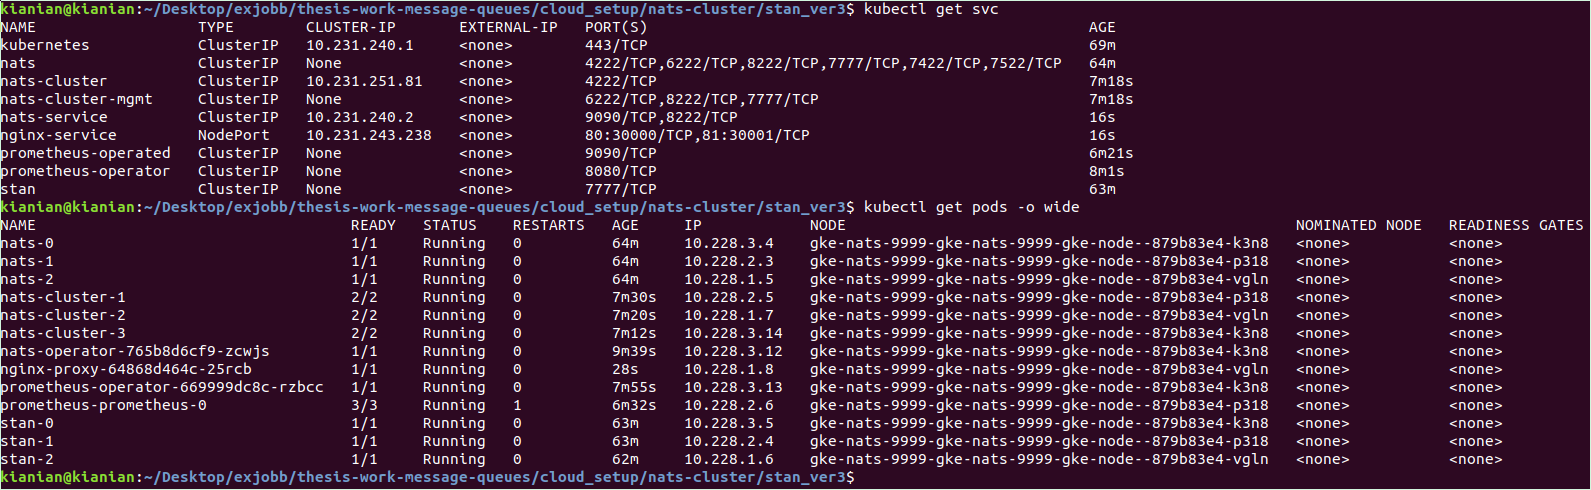 kianian@kianian:~/Desktop/exjobb/thesis-work-message-queues/cloud_setup/nats-cluster/stan_ver3$ kubectl get svc
NAME TYPE CLUSTER-IP EXTERNAL-IP PORT(S) AGE
kubernetes ClusterIP 10.231.240.1 <none> 443/TCP 69m
nats ClusterIP None <none> 4222/TCP,6222/TCP,8222/TCP,7777/TCP,7422/TCP,7522/TCP 64m
nats-cluster ClusterIP 10.231.251.81 <none> 4222/TCP 7m18s
nats-cluster-mgmt ClusterIP None <none> 6222/TCP,8222/TCP,7777/TCP 7m18s
nats-service ClusterIP 10.231.240.2 <none> 9090/TCP,8222/TCP 16s
nginx-service NodePort 10.231.243.238 <none> 80:30000/TCP,81:30001/TCP 16s
prometheus-operated ClusterIP None <none> 9090/TCP 6m21s
prometheus-operator ClusterIP None <none> 8080/TCP 8m1s
stan ClusterIP None <none> 7777/TCP 63m
kianian@kianian:~/Desktop/exjobb/thesis-work-message-queues/cloud_setup/nats-cluster/stan_ver3$ kubectl get pods -o wide
NAME READY STATUS RESTARTS AGE IP NODE NOMINATED NODE READINESS GATES
nats-0 1/1 Running 0 64m 10.228.3.4 gke-nats-9999-gke-nats-9999-gke-node--879b83e4-k3n8 <none> <none>
nats-1 1/1 Running 0 64m 10.228.2.3 gke-nats-9999-gke-nats-9999-gke-node--879b83e4-p318 <none> <none>
nats-2 1/1 Running 0 64m 10.228.1.5 gke-nats-9999-gke-nats-9999-gke-node--879b83e4-vgln <none> <none>
nats-cluster-1 2/2 Running 0 7m30s 10.228.2.5 gke-nats-9999-gke-nats-9999-gke-node--879b83e4-p318 <none> <none>
nats-cluster-2 2/2 Running 0 7m20s 10.228.1.7 gke-nats-9999-gke-nats-9999-gke-node--879b83e4-vgln <none> <none>
nats-cluster-3 2/2 Running 0 7m12s 10.228.3.14 gke-nats-9999-gke-nats-9999-gke-node--879b83e4-k3n8 <none> <none>
nats-operator-765b8d6cf9-zcwjs 1/1 Running 0 9m39s 10.228.3.12 gke-nats-9999-gke-nats-9999-gke-node--879b83e4-k3n8 <none> <none>
nginx-proxy-64868d464c-25rcb 1/1 Running 0 28s 10.228.1.8 gke-nats-9999-gke-nats-9999-gke-node--879b83e4-vgln <none> <none>
prometheus-operator-669999dc8c-rzbcc 1/1 Running 0 7m55s 10.228.3.13 gke-nats-9999-gke-nats-9999-gke-node--879b83e4-k3n8 <none> <none>
prometheus-prometheus-0 3/3 Running 1 6m32s 10.228.2.6 gke-nats-9999-gke-nats-9999-gke-node--879b83e4-p318 <none> <none>
stan-0 1/1 Running 0 63m 10.228.3.5 gke-nats-9999-gke-nats-9999-gke-node--879b83e4-k3n8 <none> <none>
stan-1 1/1 Running 0 63m 10.228.2.4 gke-nats-9999-gke-nats-9999-gke-node--879b83e4-p318 <none> <none>
stan-2 1/1 Running 0 62m 10.228.1.6 gke-nats-9999-gke-nats-9999-gke-node--879b83e4-vgln <none> <none>
kianian@kianian:~/Desktop/exjobb/thesis-work-message-queues/cloud_setup/nats-cluster/stan_ver3$